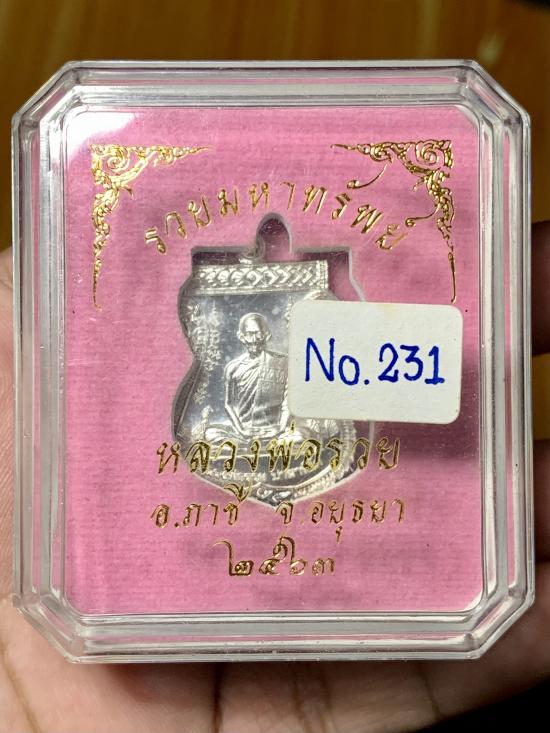 รวยมหาทรัพย์
No. 231
หลวงพ่อรวย
อ.ภาชี จ.อยุธยา
๒๕๖๓